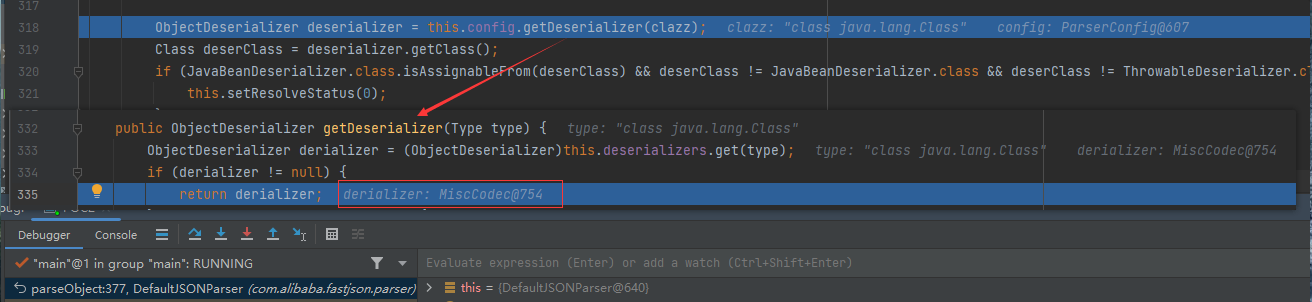 317
318 ObjectDeserializer deserializer = this.config.getDeserializer(clazz); clazz: "class java.lang.Class" config: ParserConfig@607
319 Class deserClass = deserializer.getClass();
320 if (JavaBeanDeserializer.class.isAssignableFrom(deserClass) && deserClass != JavaBeanDeserializer.class && deserClass != ThrowableDeserializer.c
321 this.setResolveStatus(0);
332 public ObjectDeserializer getDeserializer(Type type) { type: "class java.lang.Class"
333 ObjectDeserializer derializer = (ObjectDeserializer)this.deserializers.get(type); type: "class java.lang.Class" derializer: MiscCodec@754
334 if (derializer != null) {
335 return derializer; derializer: MiscCodec@754
Debugger Console
"main"@1 in group "main": RUNNING Evaluate expression (Enter) or add a watch (Ctrl+Shift+Enter)
parseObject:377, DefaultJSONParser (com.alibaba.fastjson.parser) this = {DefaultJSONParser@640}